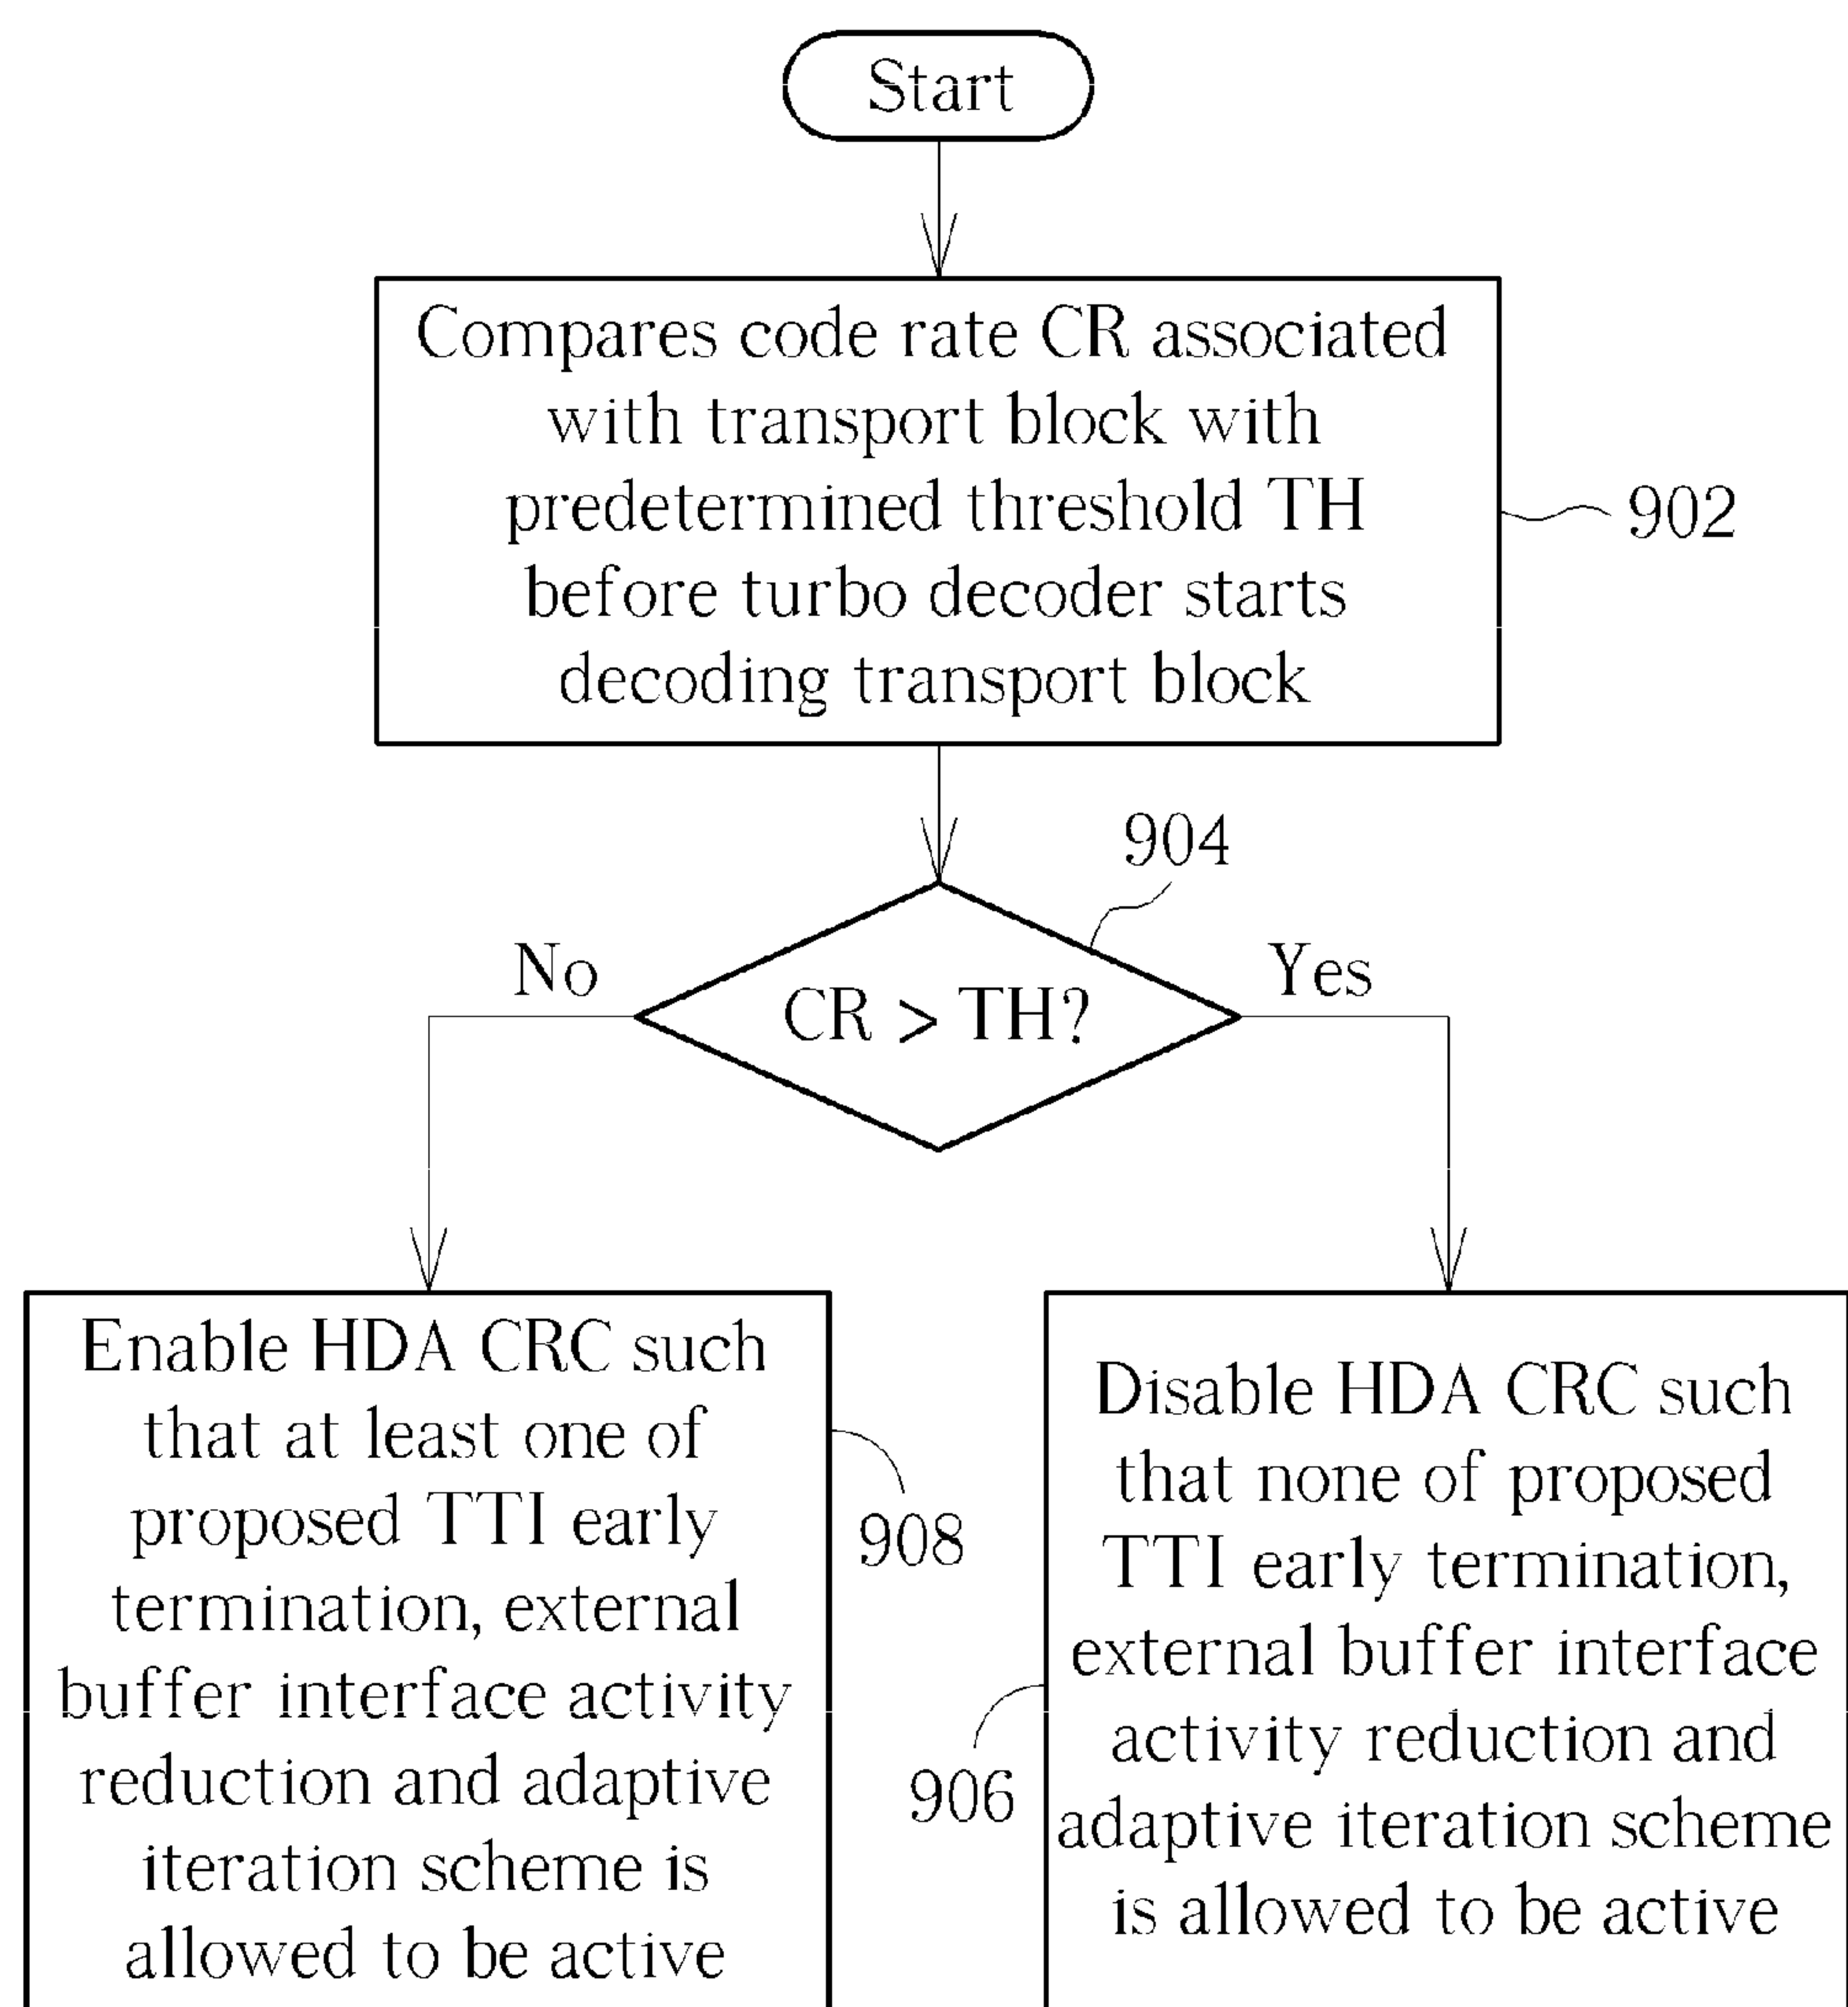 Start
Compares code rate CR associated
with transport block with
predetermined threshold TH
before turbo decoder starts
decoding transport block
902
904
No
Yes
CR > TH?
Enable HDA CRC such
that at least one of
proposed TTI early
termination, external
buffer interface activity
reduction and adaptive
iteration scheme is
allowed to be active
908
Disable HDA CRC such
that none of proposed
TTI early termination,
external buffer interface
activity reduction and
adaptive iteration scheme
is allowed to be active
906